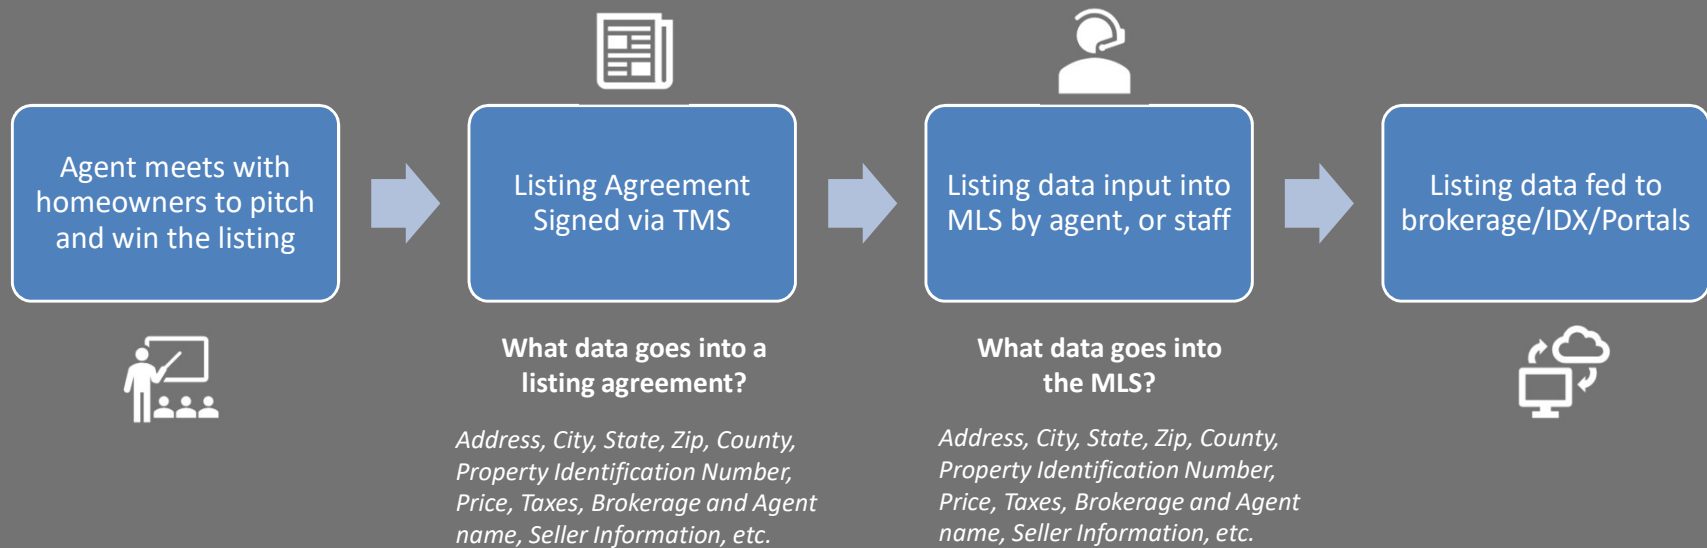 Agent meets with
homeowners to pitch
and win the listing
Listing Agreement
Signed via TMS
Listing data input into
MLS by agent, or staff
Listing data fed to
brokerage/IDX/Portals
What data goes into a
listing agreement?
Address, City, State, Zip, County,
Property Identification Number,
Price, Taxes, Brokerage and Agent
name, Seller Information, etc.
What data goes into
the MLS?
Address, City, State, Zip, County,
Property Identification Number,
Price, Taxes, Brokerage and Agent
name, Seller Information, etc.